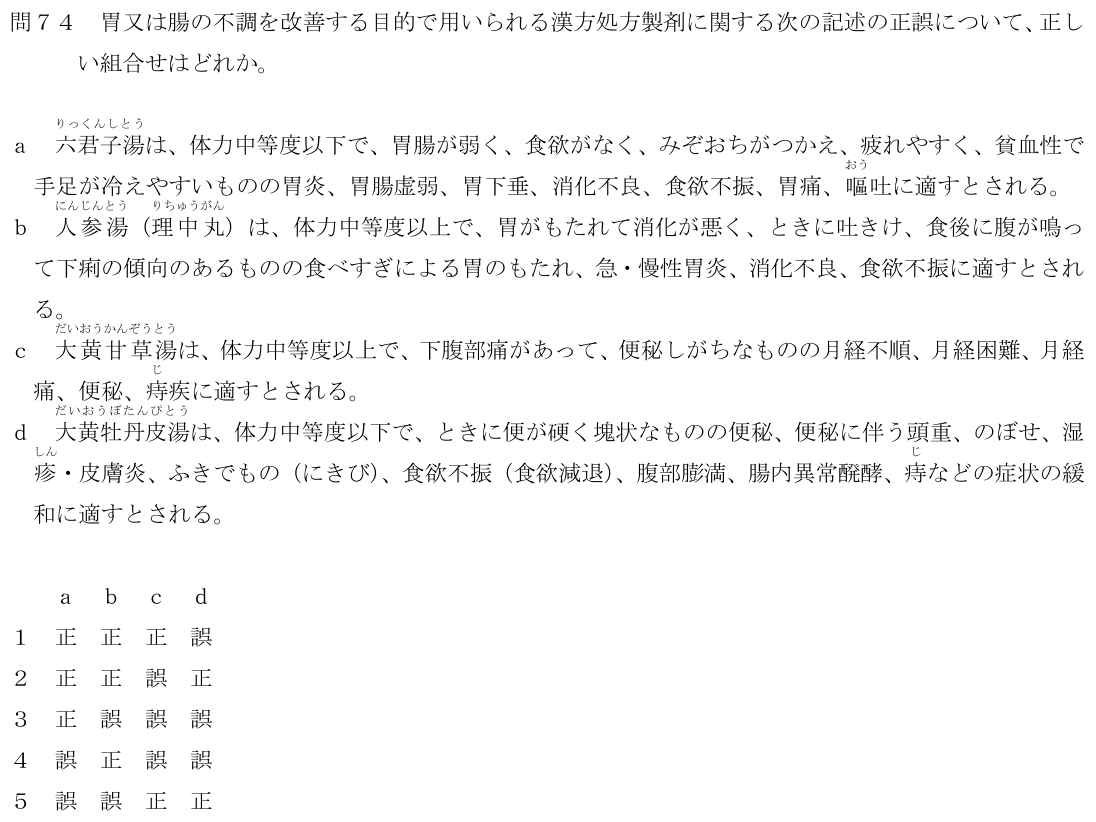 問７４　胃又は腸の不調を改善する目的で用いられる漢方処方製剤に関する次の記述の正誤について、正し
い組合せはどれか。
りっくんしとう
a　六君子湯は、体力中等度以下で、胃腸が弱く、食欲がなく、みぞおちがつかえ、疲れやすく、貧血性で
おう
手足が冷えやすいものの胃炎、胃腸虚弱、胃下垂、消化不良、食欲不振、胃痛、嘔吐に適すとされる。
にんじんとう　りちゅうがん
b　人参湯（理中丸）は、体力中等度以上で、胃がもたれて消化が悪く、ときに吐きけ、食後に腹が鳴っ
て下痢の傾向のあるものの食べすぎによる胃のもたれ、急・慢性胃炎、消化不良、食欲不振に適すとされ
る。
だいおうかんぞうとう
c　大黄甘草湯は、体力中等度以上で、下腹部痛があって、便秘しがちなものの月経不順、月経困難、月経
じ
痛、便秘、痔疾に適すとされる。
だいおうぼたんぴとう
d　大黄牡丹皮湯は、体力中等度以下で、ときに便が硬く塊状なものの便秘、便秘に伴う頭重、のぼせ、湿
しん　じ
疹・皮膚炎、ふきでもの（にきび）、食欲不振（食欲減退）、腹部膨満、腸内異常醗酵、痔などの症状の緩
和に適すとされる。
a　b　c　d
1　正　正　正　誤
2　正　正　誤　正
3　正　誤　誤　誤
4　誤　正　誤　誤
5　誤　誤　正　正